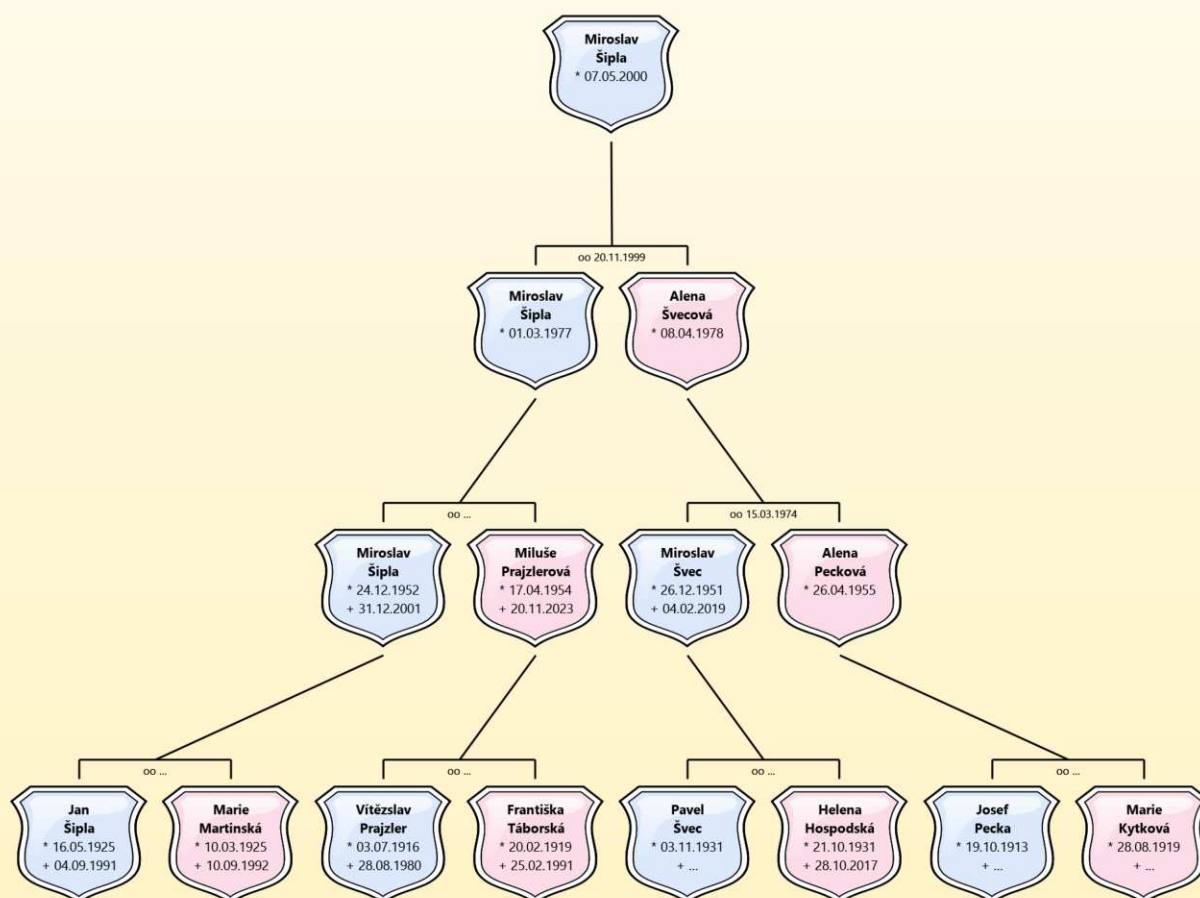 Miroslav
Šipla
* 07.05.2000
oo 20.11.1999
Miroslav
Šipla
* 01.03.1977
Alena
Švecová
* 08.04.1978
oo ...
oo 15.03.1974
Miroslav
Šipla
* 24.12.1952
+ 31.12.2001
Miluše
Prajzlerová
* 17.04.1954
+ 20.11.2023
Miroslav
Švec
* 26.12.1951
+ 04.02.2019
Alena
Pecková
* 26.04.1955
oo ...
oo ...
oo ...
oo ...
Jan
Šipla
* 16.05.1925
+ 04.09.1991
Marie
Martinská
* 10.03.1925
+ 10.09.1992
Vítězslav
Prajzler
* 03.07.1916
+ 28.08.1980
Františka
Táborská
* 20.02.1919
+ 25.02.1991
Pavel
Švec
* 03.11.1931
+ ...
Helena
Hospodská
* 21.10.1931
+ 28.10.2017
Josef
Pecka
* 19.10.1913
+ ...
Marie
Kytková
* 28.08.1919
+ ...